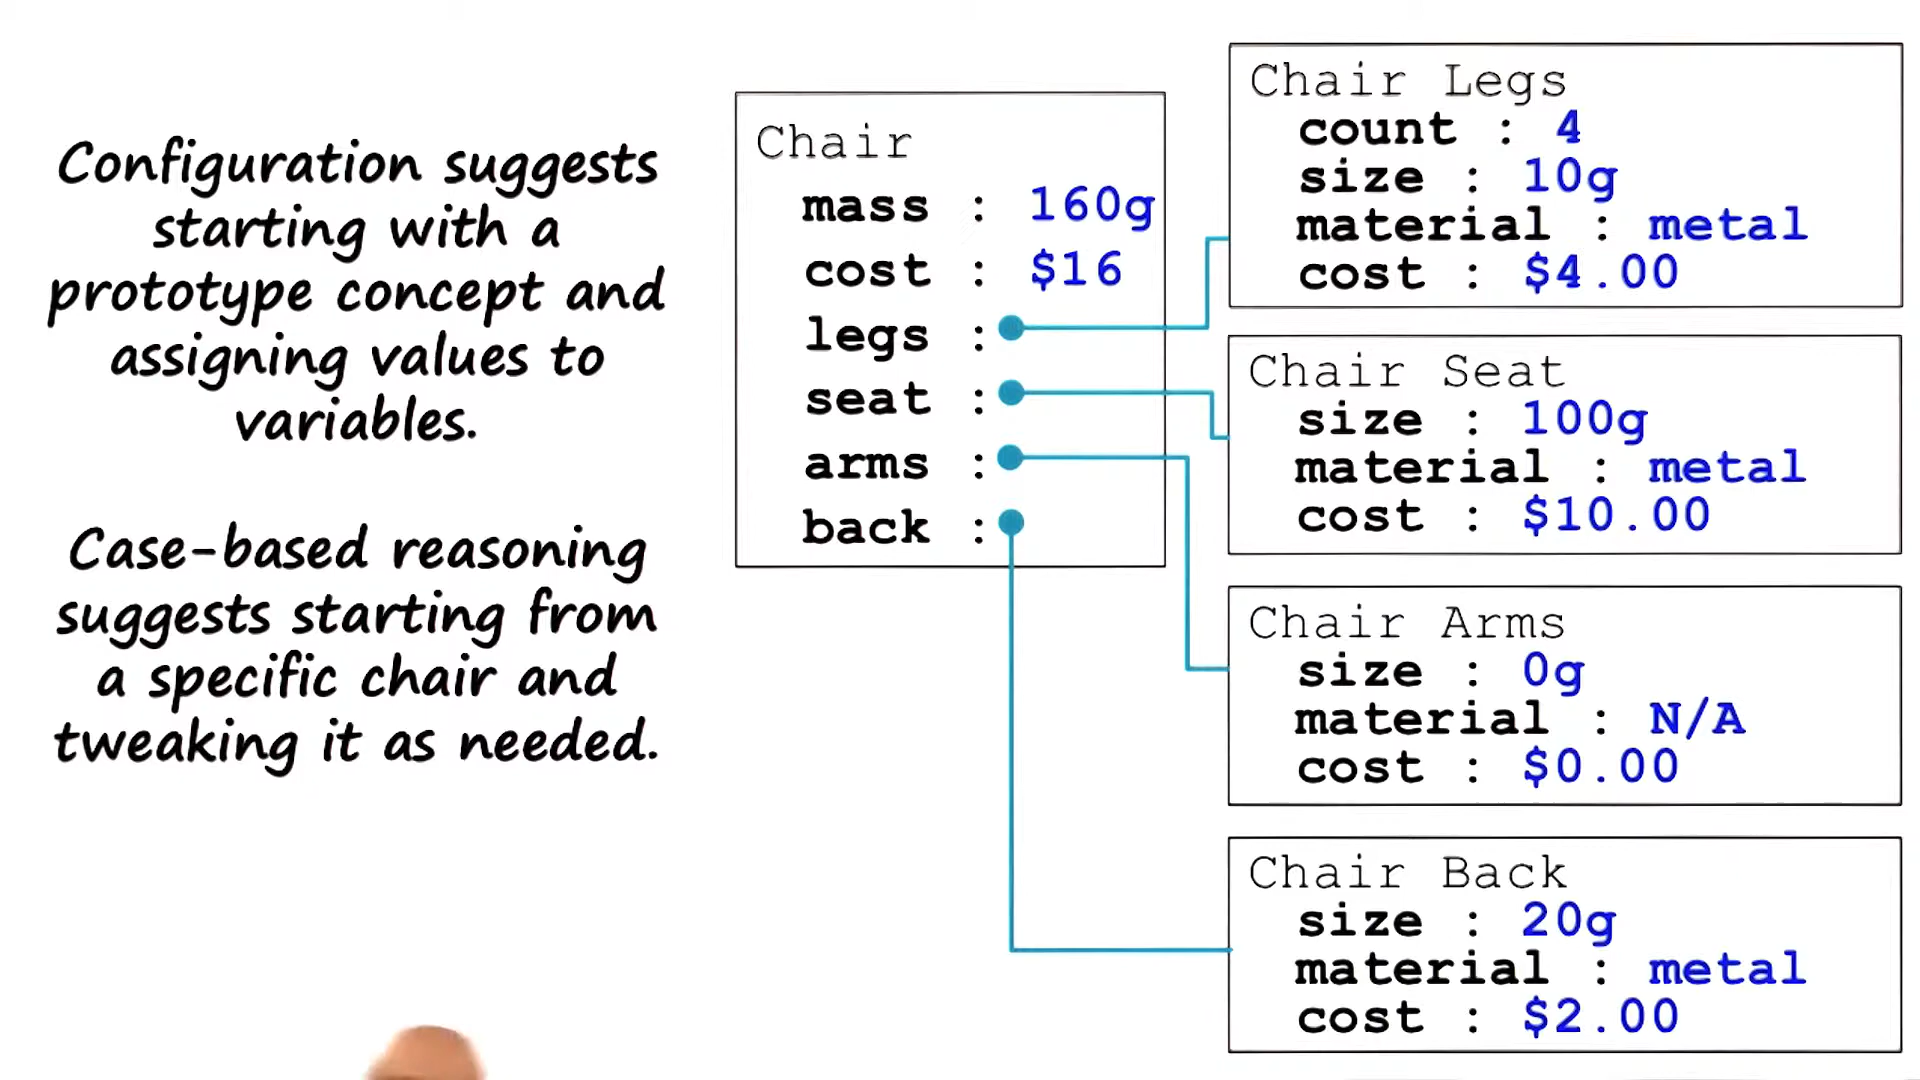 Configuration suggests
starting with a
prototype concept and
assigning values to
variables.
Case-based reasoning
suggests starting from
a specific chair and
tweaking it as needed.
Chair
mass : 160g
cost : $16
legs :
seat :
arms :
back :
Chair Legs
count : 4
size : 10g
material : metal
cost : $4.00
Chair Seat
size : 100g
material : metal
cost : $10.00
Chair Arms
size : 0g
material : N/A
cost : $0.00
Chair Back
size : 20g
material : metal
cost : $2.00